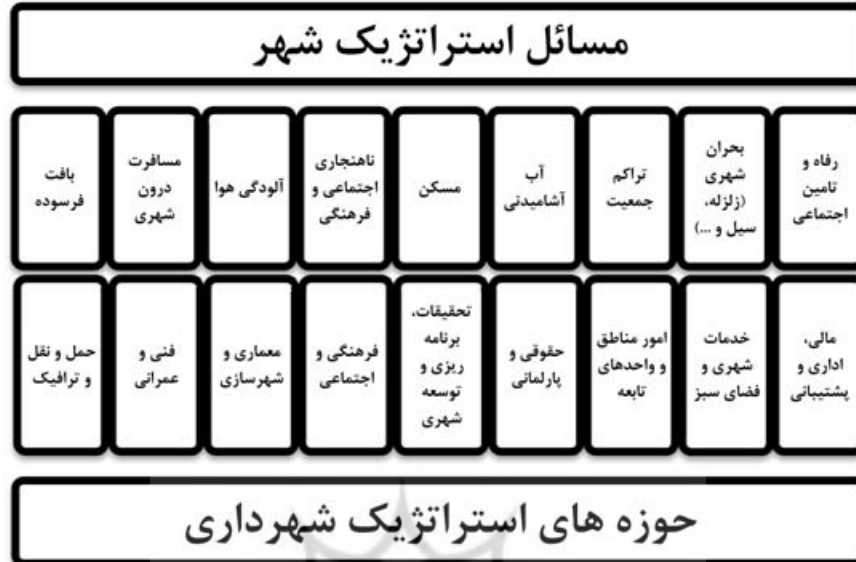 مسائل استراتژیک شهر
رفاه و
تامین
اجتماعی
بحران
شهری
(زلزله،
سیل و ...)
تراکم
جمعیت
آب
آشامیدنی
مسکن
ناهنجاری
اجتماعی و
فرهنگی
آلودگی هوا
مسافرت
درون
شهری
بافت
فرسوده
مالی،
اداری و
پشتیبانی
خدمات
شهری و
فضای سبز
امور مناطق
و واحدهای
تابعه
حقوقی و
پارلمانی
تحقیقات،
برنامه
ریزی و
توسعه
شهری
فرهنگی و
اجتماعی
معماری و
شهرسازی
فنی و
عمرانی
حمل و نقل
و ترافیک
حوزه های استراتژیک شهرداری